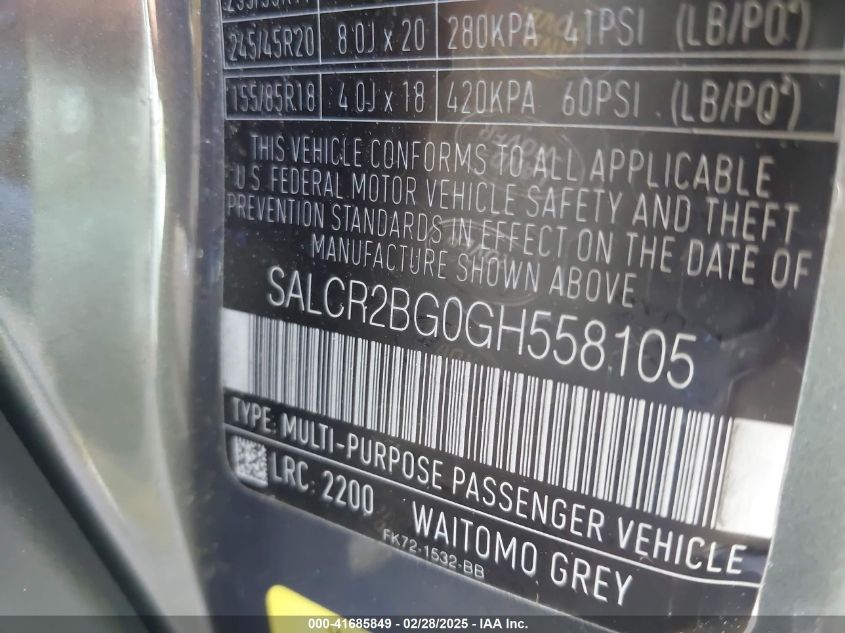 245/45R20 8.0J x 20 280KPA 41PSI (LB/PO²)
155/85R18 4.0J x 18 420KPA 60PSI (LB/PO²)
THIS VEHICLE CONFORMS TO ALL APPLICABLE
U.S. FEDERAL MOTOR VEHICLE SAFETY AND THEFT
PREVENTION STANDARDS IN EFFECT ON THE DATE OF
MANUFACTURE SHOWN ABOVE
SALCR2BG0GH558105
TYPE: MULTI-PURPOSE PASSENGER VEHICLE
LRC: 2200 WAITOMO GREY
FK72-1532-BB
000-41685849 02/28/2025 - IAA Inc.